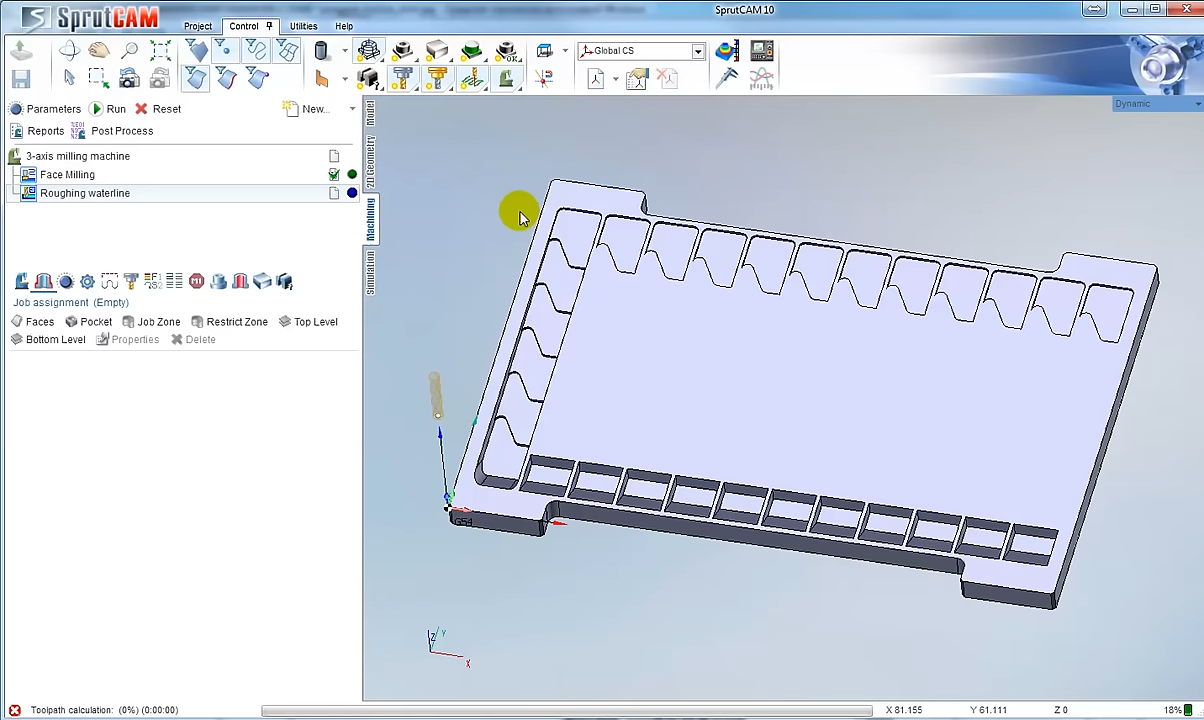 SprutCAM
SprutCAM 10
Project
Control
Utilities
Help
Global CS
Parameters
Run
Reset
New...
Reports
Post Process
3-axis milling machine
Face Milling
Roughing waterline
Job assignment (Empty)
Faces
Pocket
Job Zone
Restrict Zone
Top Level
Bottom Level
Properties
Delete
Model
2D Geometry
Machining
Simulation
Dynamic
G54
Z
Y
X
Toolpath calculation: (0%) (0:00:00)
X 81.155
Y 61.111
Z 0
18%